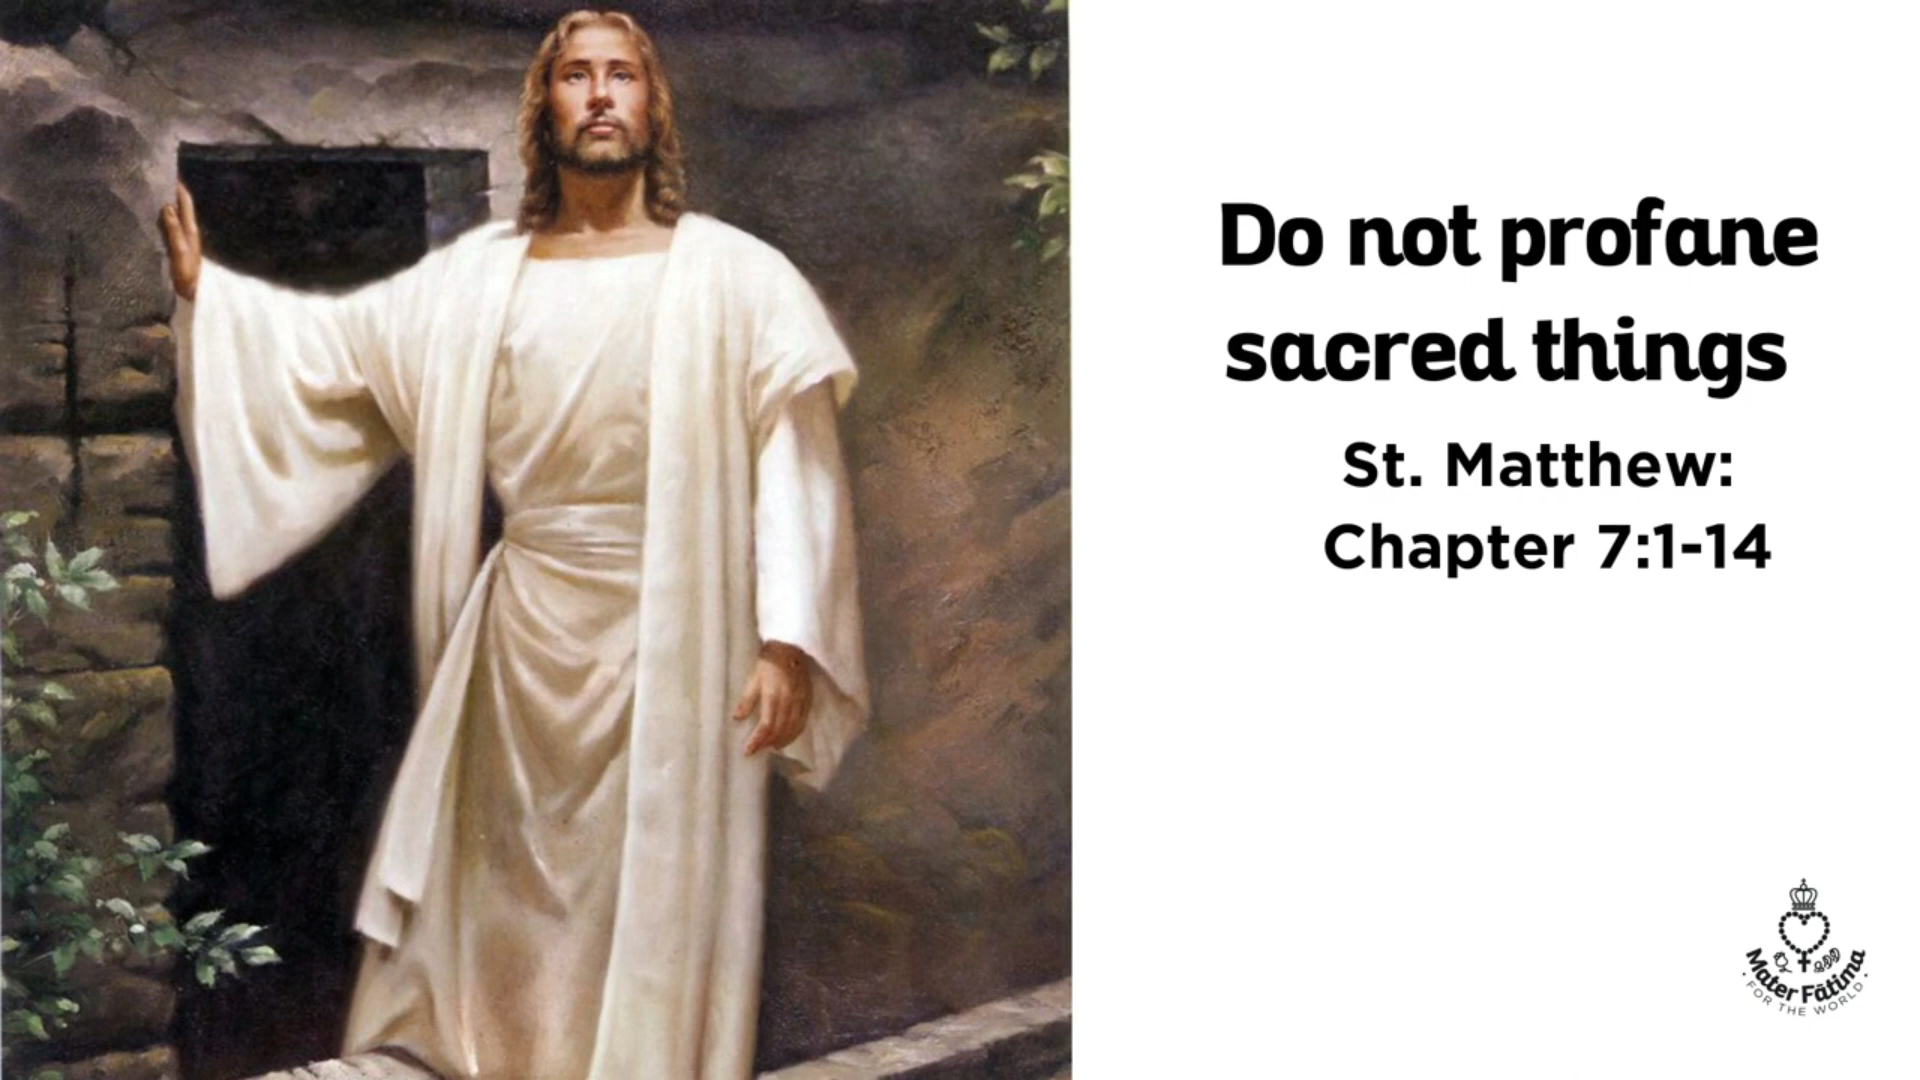 Do not profane
sacred things
St. Matthew:
Chapter 7:1-14
Mater Fátima
· FOR THE WORLD ·